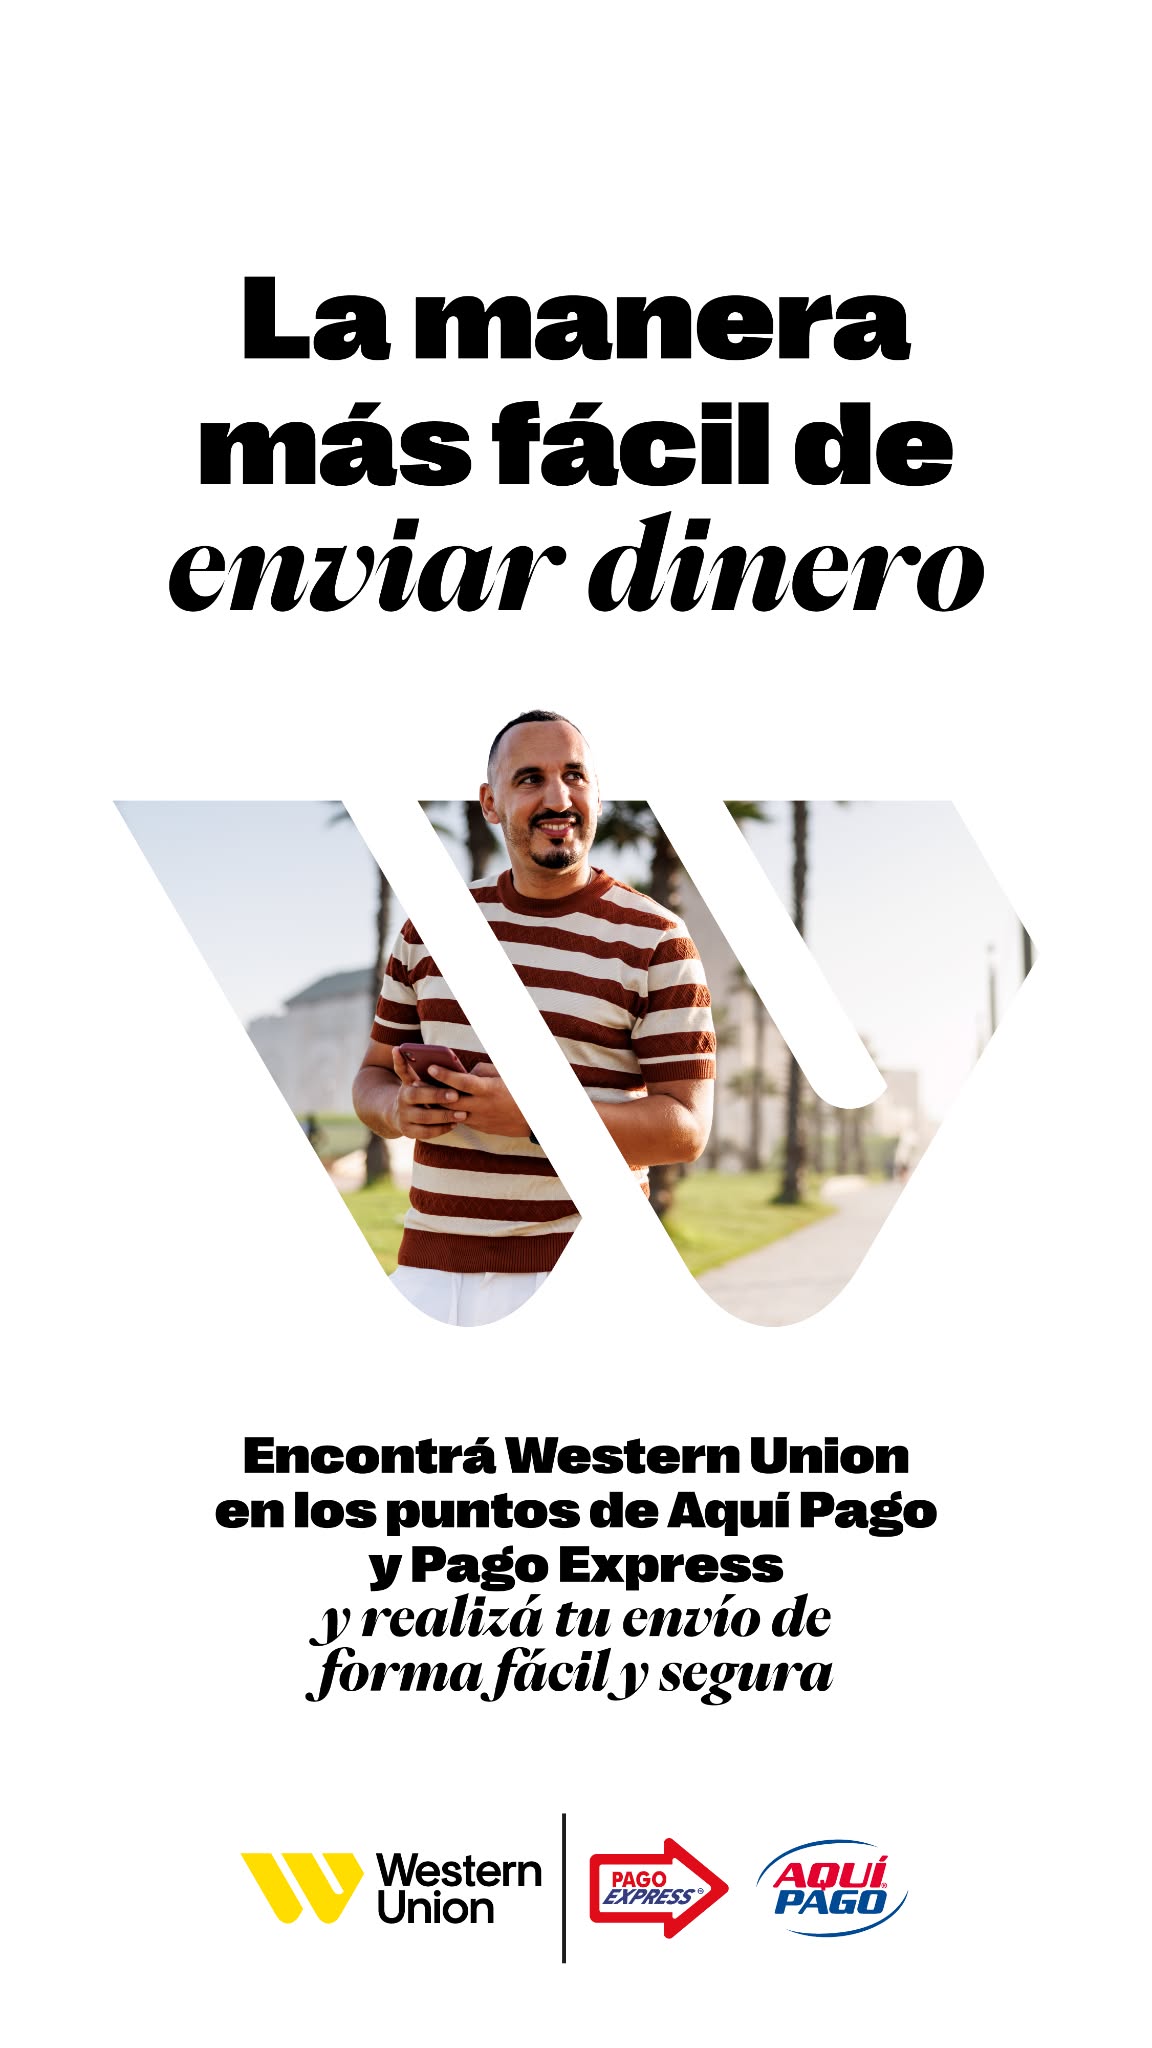 La manera
más fácil de
enviar dinero
Encontrá Western Union
en los puntos de Aquí Pago
y Pago Express
y realizá tu envío de
forma fácil y segura
Western
Union
PAGO
EXPRESS
AQUÍ
PAGO